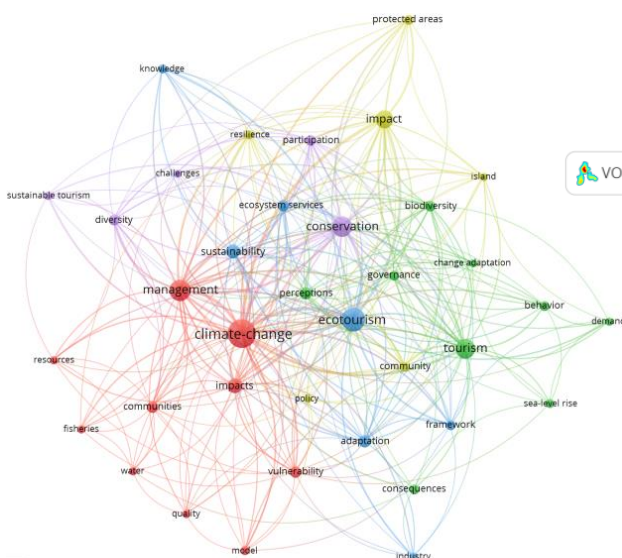 protected areas
knowledge
impact
resilience
participation
VO
challenges
island
sustainable tourism
ecosystem services
biodiversity
diversity
conservation
sustainability
change adaptation
governance
management
perceptions
behavior
ecotourism
demand
climate-change
tourism
resources
community
impacts
policy
communities
sea-level rise
fisheries
framework
adaptation
water
vulnerability
consequences
quality
model
industry